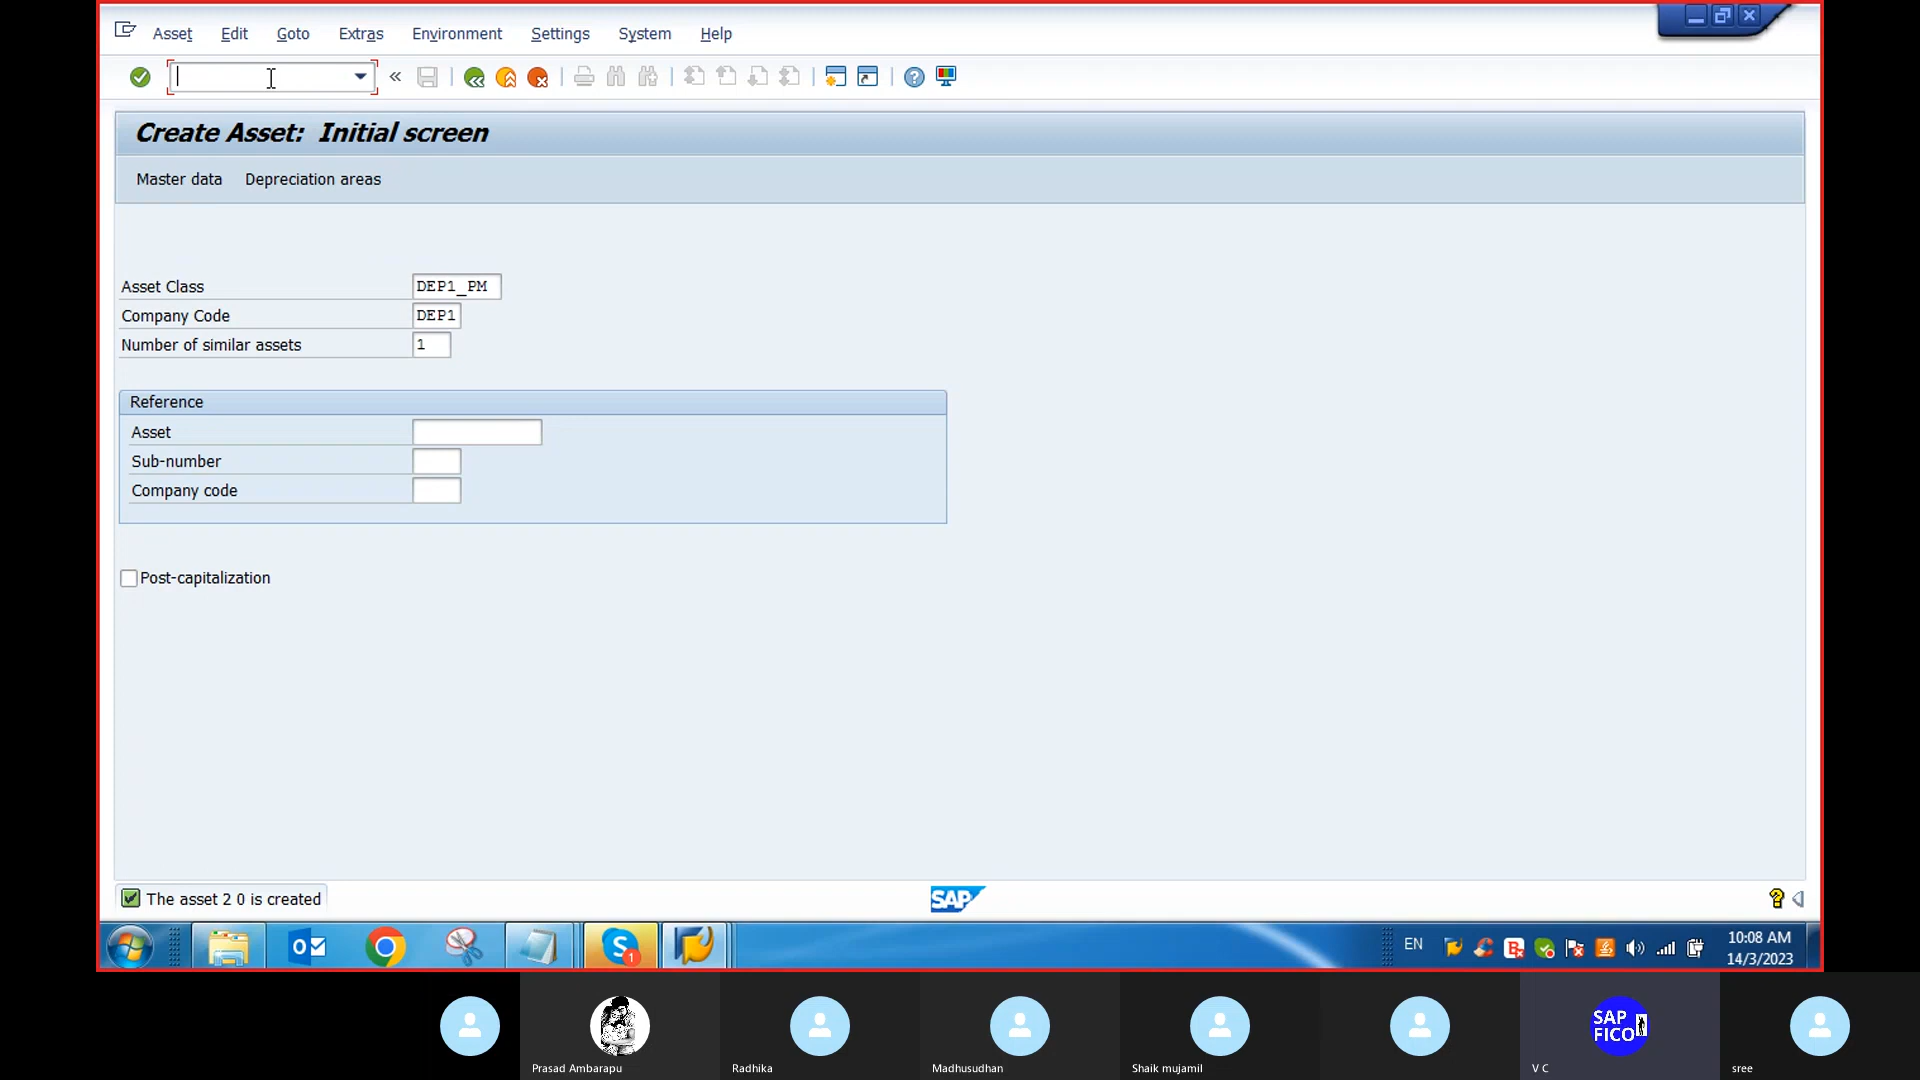 Asset Edit Goto Extras Environment Settings System Help
Create Asset: Initial screen
Master data Depreciation areas
Asset Class DEP1_PM
Company Code DEP1
Number of similar assets 1
Reference
Asset
Sub-number
Company code
Post-capitalization
The asset 2 0 is created
SAP
1
EN
10:08 AM
14/3/2023
SAP
FICO
Prasad Ambarapu
Radhika
Madhusudhan
Shaik mujamil
V C
sree